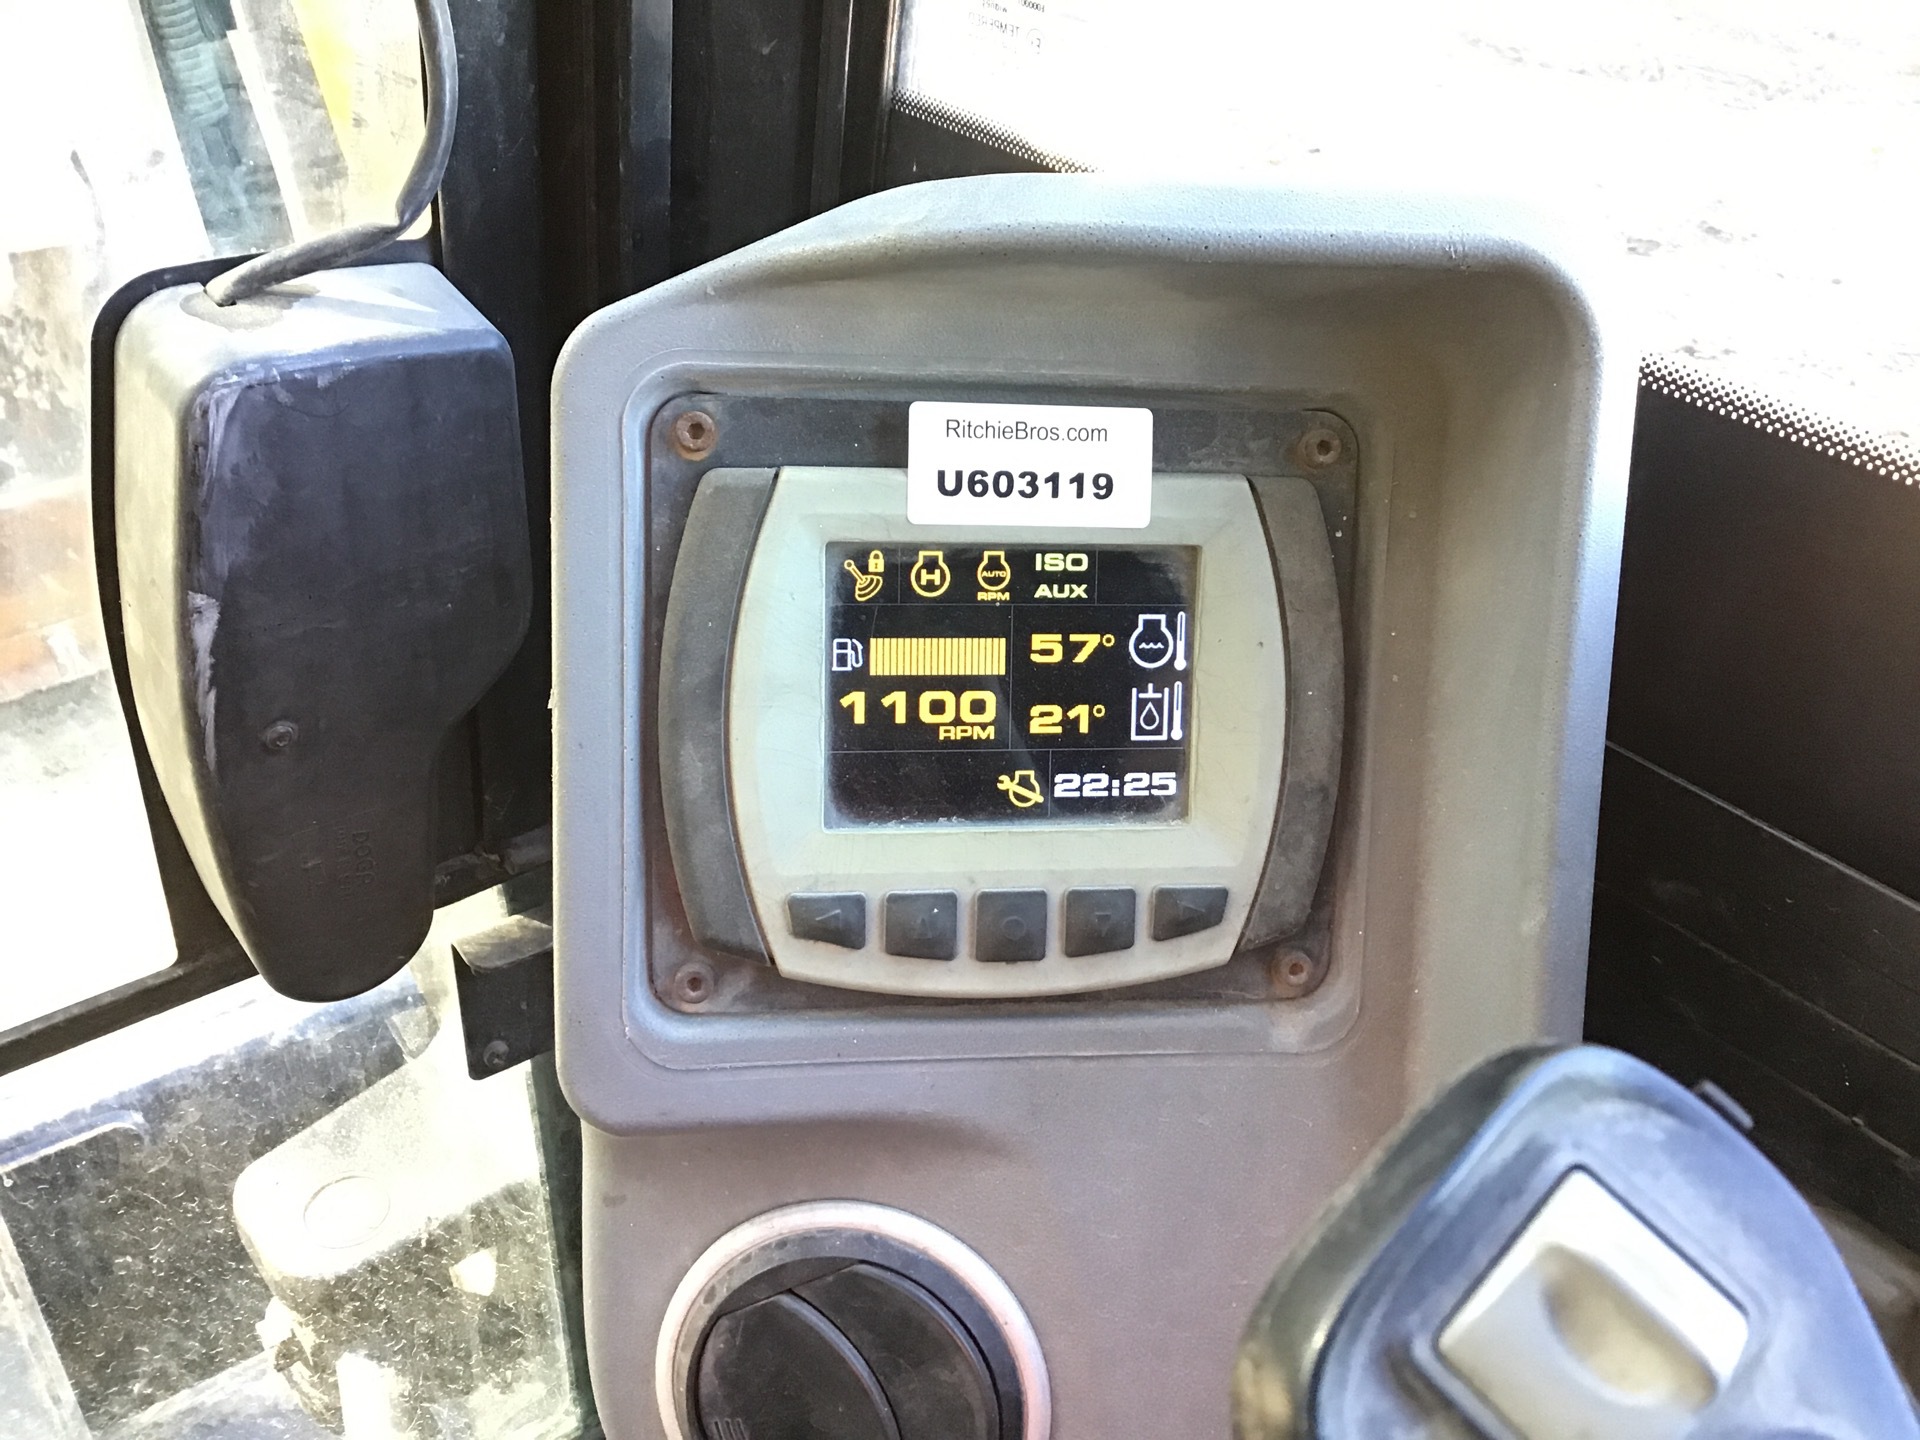 RitchieBros.com
U603119
H
AUTO
RPM
ISO
AUX
57°
1100
RPM
21°
22:25